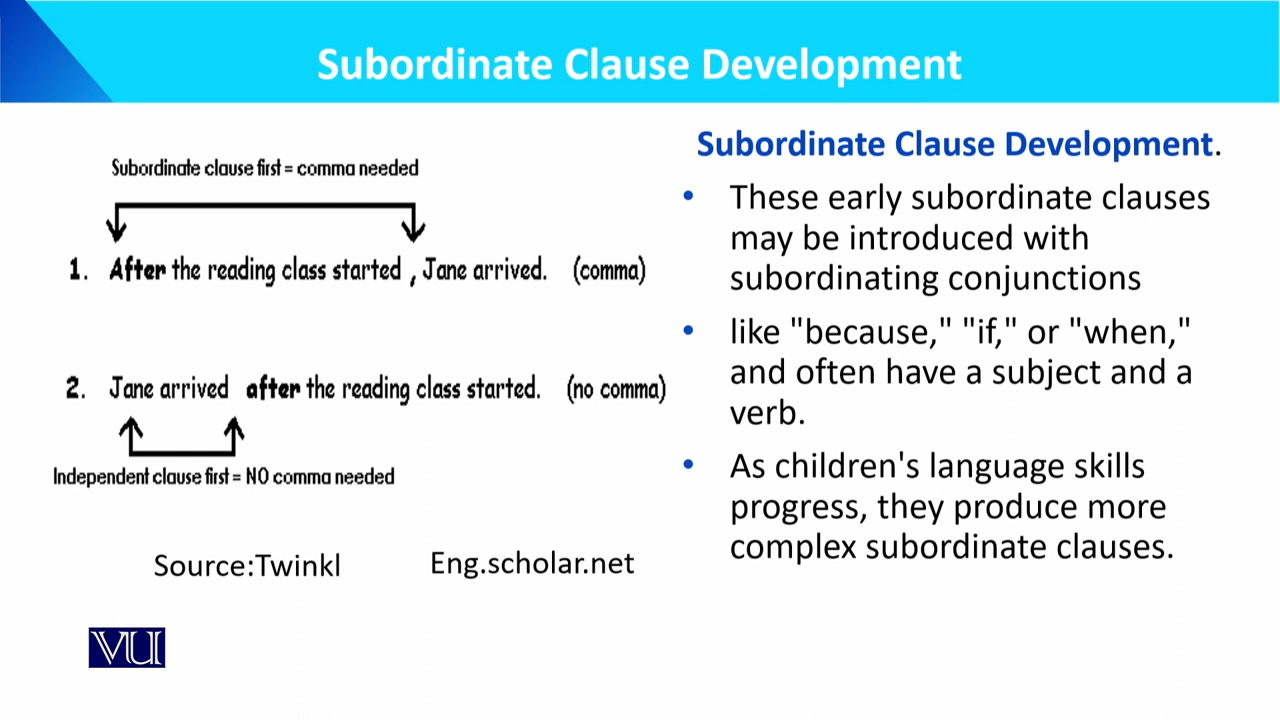 Subordinate Clause Development
Subordinate clause first = comma needed
1. After the reading class started , Jane arrived. (comma)
2. Jane arrived after the reading class started. (no comma)
Independent clause first = NO comma needed
Source:Twinkl Eng.scholar.net
VU
Subordinate Clause Development.
• These early subordinate clauses
may be introduced with
subordinating conjunctions
• like "because," "if," or "when,"
and often have a subject and a
verb.
• As children's language skills
progress, they produce more
complex subordinate clauses.